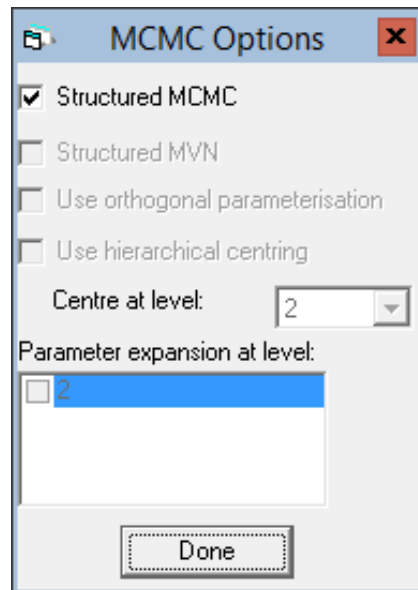 MCMC Options
Structured MCMC
Structured MVN
Use orthogonal parameterisation
Use hierarchical centring
Centre at level: 2
Parameter expansion at level:
2
Done